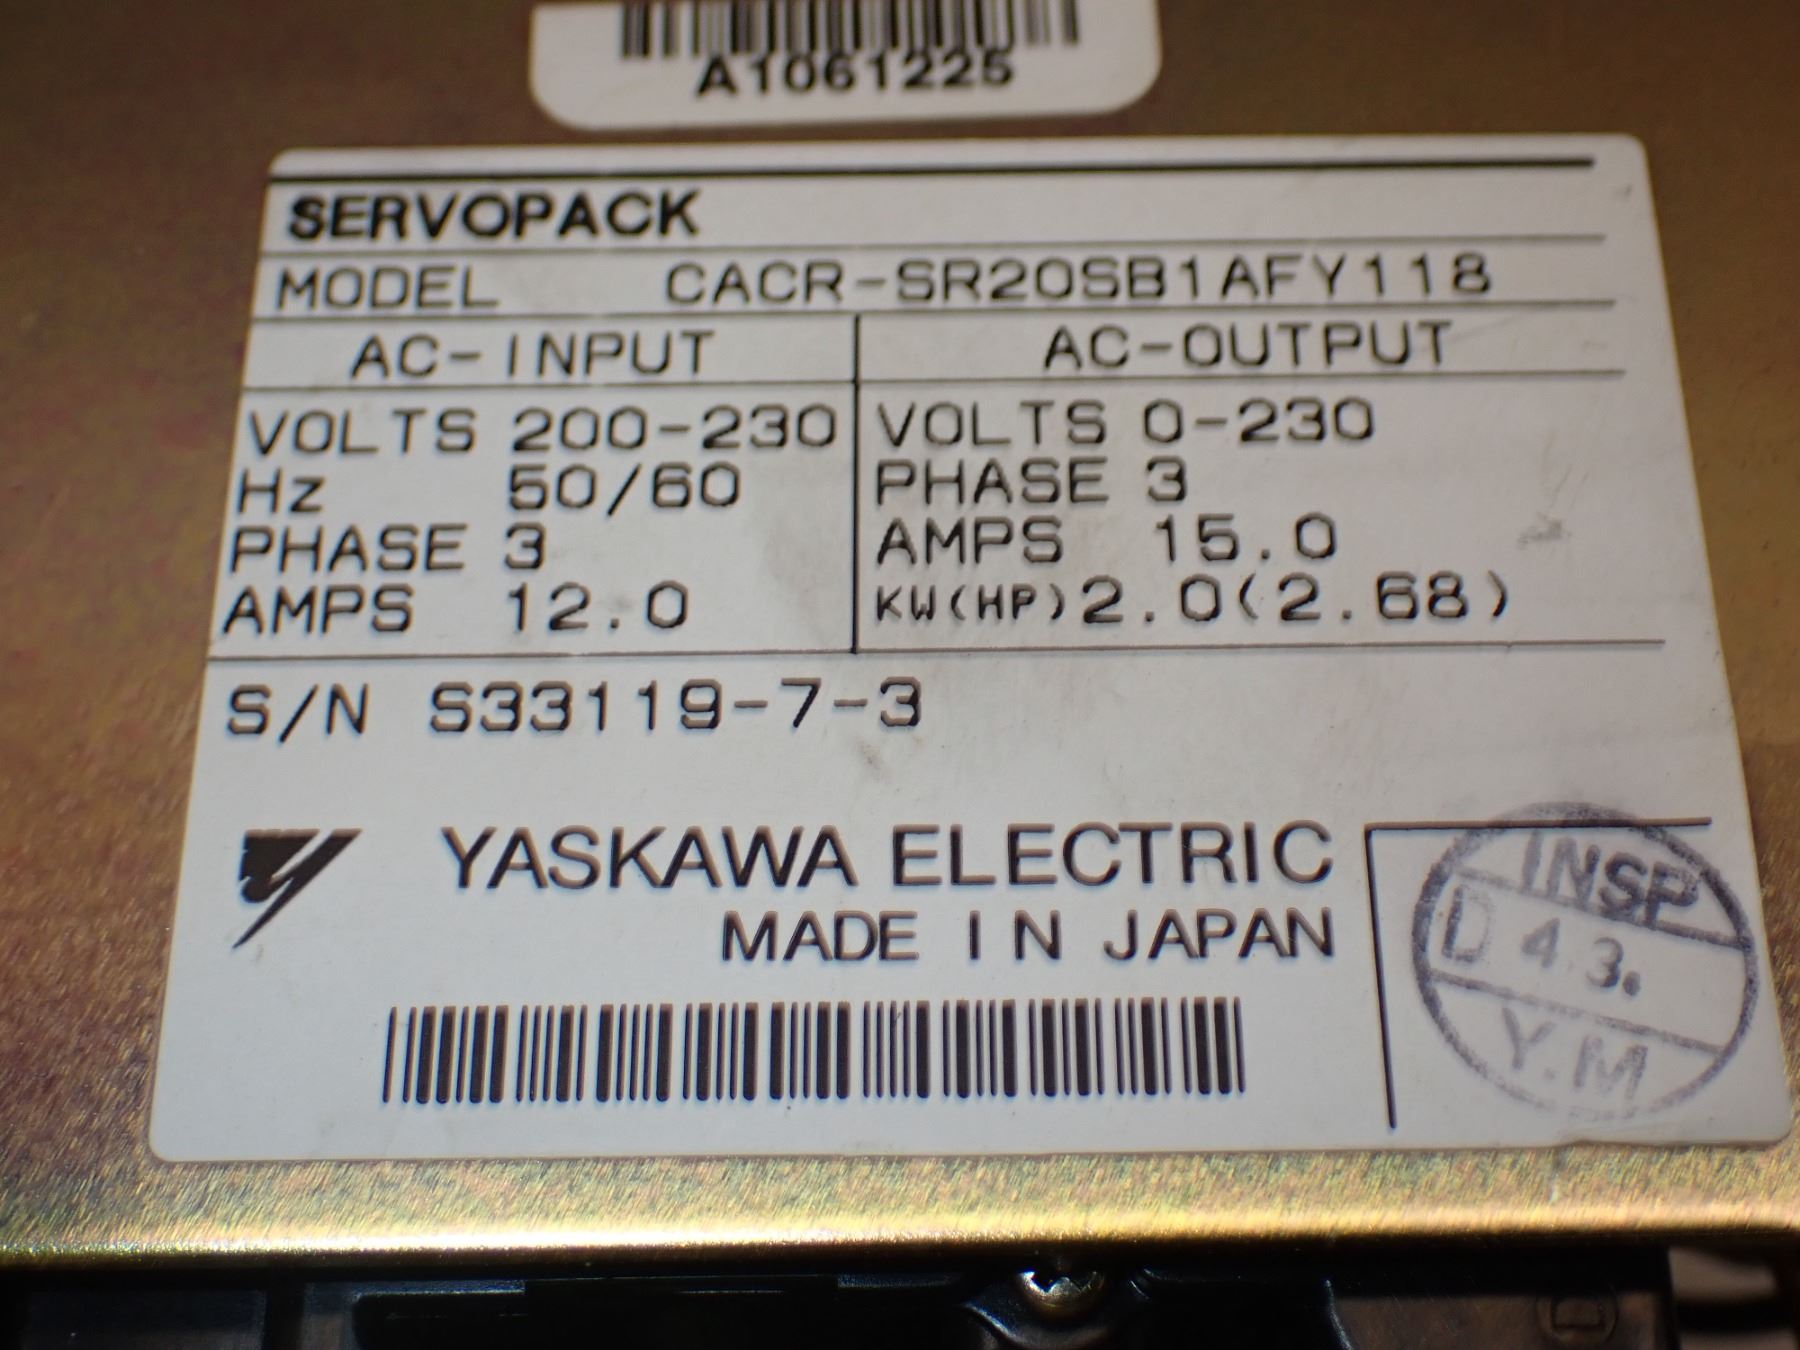 A1061225
SERVOPACK
MODEL CACR-SR20SB1AFY118
AC-INPUT AC-OUTPUT
VOLTS 200-230 VOLTS 0-230
Hz 50/60 PHASE 3
PHASE 3 AMPS 15.0
AMPS 12.0 KW(HP)2.0(2.68)
S/N S33119-7-3
YASKAWA ELECTRIC
MADE IN JAPAN
INSP
D 4.3.
Y.M